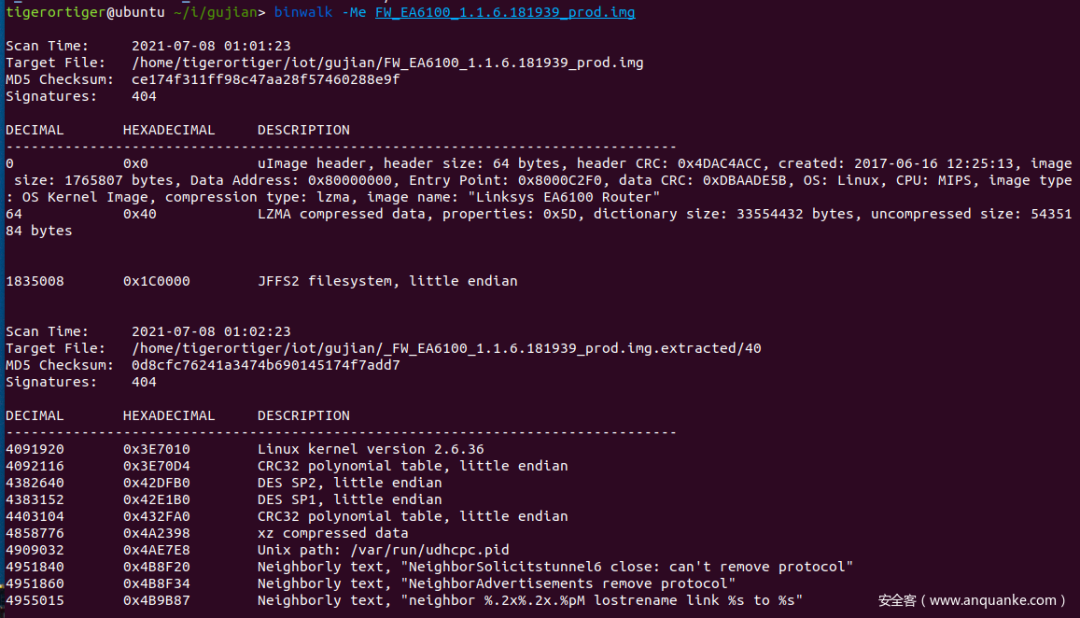 tigerortiger@ubuntu ~/i/gujian> binwalk -Me FW_EA6100_1.1.6.181939_prod.img
Scan Time:     2021-07-08 01:01:23
Target File:   /home/tigerortiger/iot/gujian/FW_EA6100_1.1.6.181939_prod.img
MD5 Checksum:  ce174f311ff98c47aa28f57460288e9f
Signatures:    404
DECIMAL       HEXADECIMAL     DESCRIPTION
--------------------------------------------------------------------------------
0             0x0             uImage header, header size: 64 bytes, header CRC: 0x4DAC4ACC, created: 2017-06-16 12:25:13, image
 size: 1765807 bytes, Data Address: 0x80000000, Entry Point: 0x8000C2F0, data CRC: 0xDBAADE5B, OS: Linux, CPU: MIPS, image type
: OS Kernel Image, compression type: lzma, image name: "Linksys EA6100 Router"
64            0x40            LZMA compressed data, properties: 0x5D, dictionary size: 33554432 bytes, uncompressed size: 54351
84 bytes
1835008       0x1C0000        JFFS2 filesystem, little endian
Scan Time:     2021-07-08 01:02:23
Target File:   /home/tigerortiger/iot/gujian/_FW_EA6100_1.1.6.181939_prod.img.extracted/40
MD5 Checksum:  0d8cfc76241a3474b690145174f7add7
Signatures:    404
DECIMAL       HEXADECIMAL     DESCRIPTION
--------------------------------------------------------------------------------
4091920       0x3E7010        Linux kernel version 2.6.36
4092116       0x3E70D4        CRC32 polynomial table, little endian
4382640       0x42DFB0        DES SP2, little endian
4383152       0x42E1B0        DES SP1, little endian
4403104       0x432FA0        CRC32 polynomial table, little endian
4858776       0x4A2398        xz compressed data
4909032       0x4AE7E8        Unix path: /var/run/udhcpc.pid
4951840       0x4B8F20        Neighborly text, "NeighborSolicitstunnel6 close: can't remove protocol"
4951860       0x4B8F34        Neighborly text, "NeighborAdvertisements remove protocol"
4955015       0x4B9B87        Neighborly text, "neighbor %.2x%.2x.%pM lostrename link %s to %s"
安全客（www.anquanke.com）